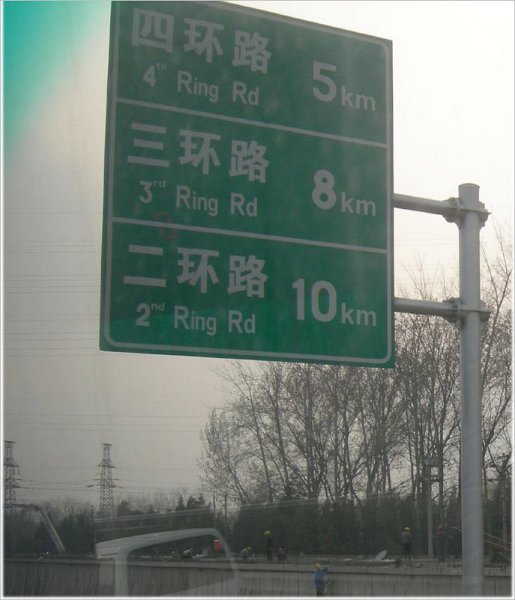 四环路
4th Ring Rd 5km
三环路
3rd Ring Rd 8km
二环路
2nd Ring Rd 10km